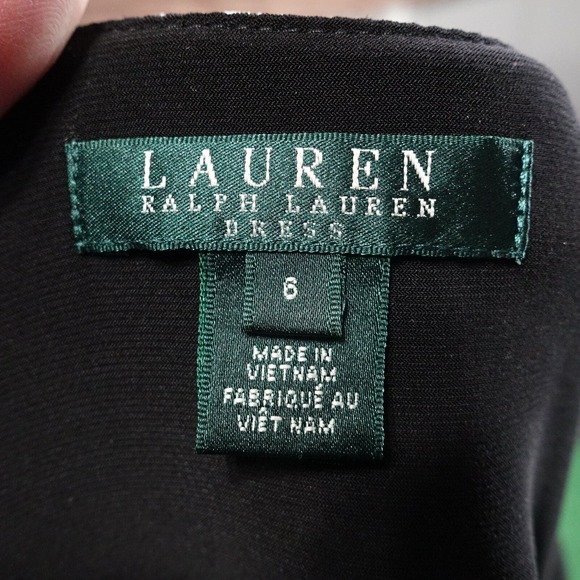 LAUREN
RALPH LAUREN
DRESS
6
MADE IN
VIETNAM
FABRIQUÉ AU
VIÊT NAM